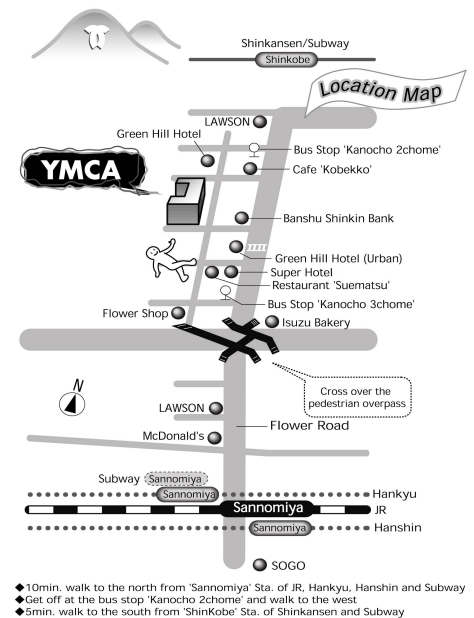 Shinkansen/Subway
Shinkobe
Location Map
LAWSON
Green Hill Hotel
Bus Stop 'Kanocho 2chome'
YMCA
Cafe 'Kobekko'
Banshu Shinkin Bank
Green Hill Hotel (Urban)
Super Hotel
Restaurant 'Suematsu'
Bus Stop 'Kanocho 3chome'
Flower Shop
Isuzu Bakery
N
Cross over the
pedestrian overpass
LAWSON
Flower Road
McDonald's
Subway Sannomiya
Sannomiya Hankyu
Sannomiya JR
Sannomiya Hanshin
SOGO
◆10min. walk to the north from 'Sannomiya' Sta. of JR, Hankyu, Hanshin and Subway
◆Get off at the bus stop 'Kanocho 2chome' and walk to the west
◆5min. walk to the south from 'ShinKobe' Sta. of Shinkansen and Subway